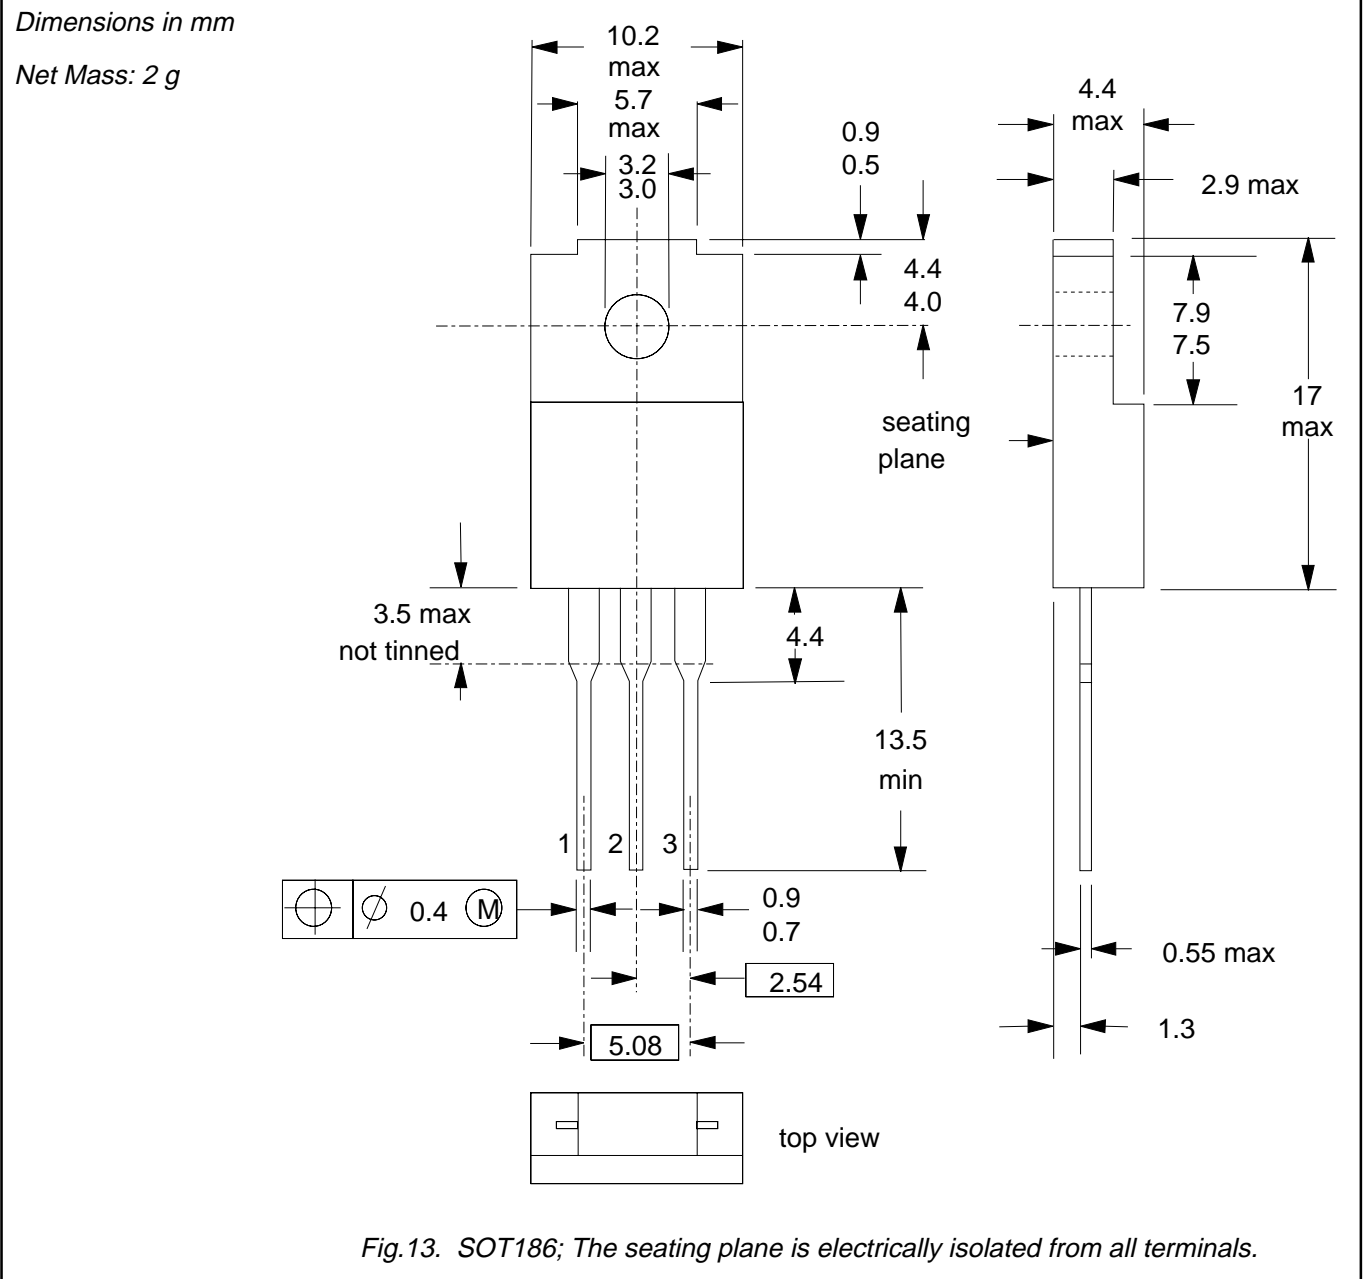 Dimensions in mm
Net Mass: 2 g
10.2
max
5.7
max
3.2
3.0
0.9
0.5
4.4
4.0
4.4
max
2.9 max
7.9
7.5
17
max
seating
plane
3.5 max
not tinned
4.4
13.5
min
1 2 3
0.4 M
0.9
0.7
2.54
5.08
0.55 max
1.3
top view
Fig.13. SOT186; The seating plane is electrically isolated from all terminals.